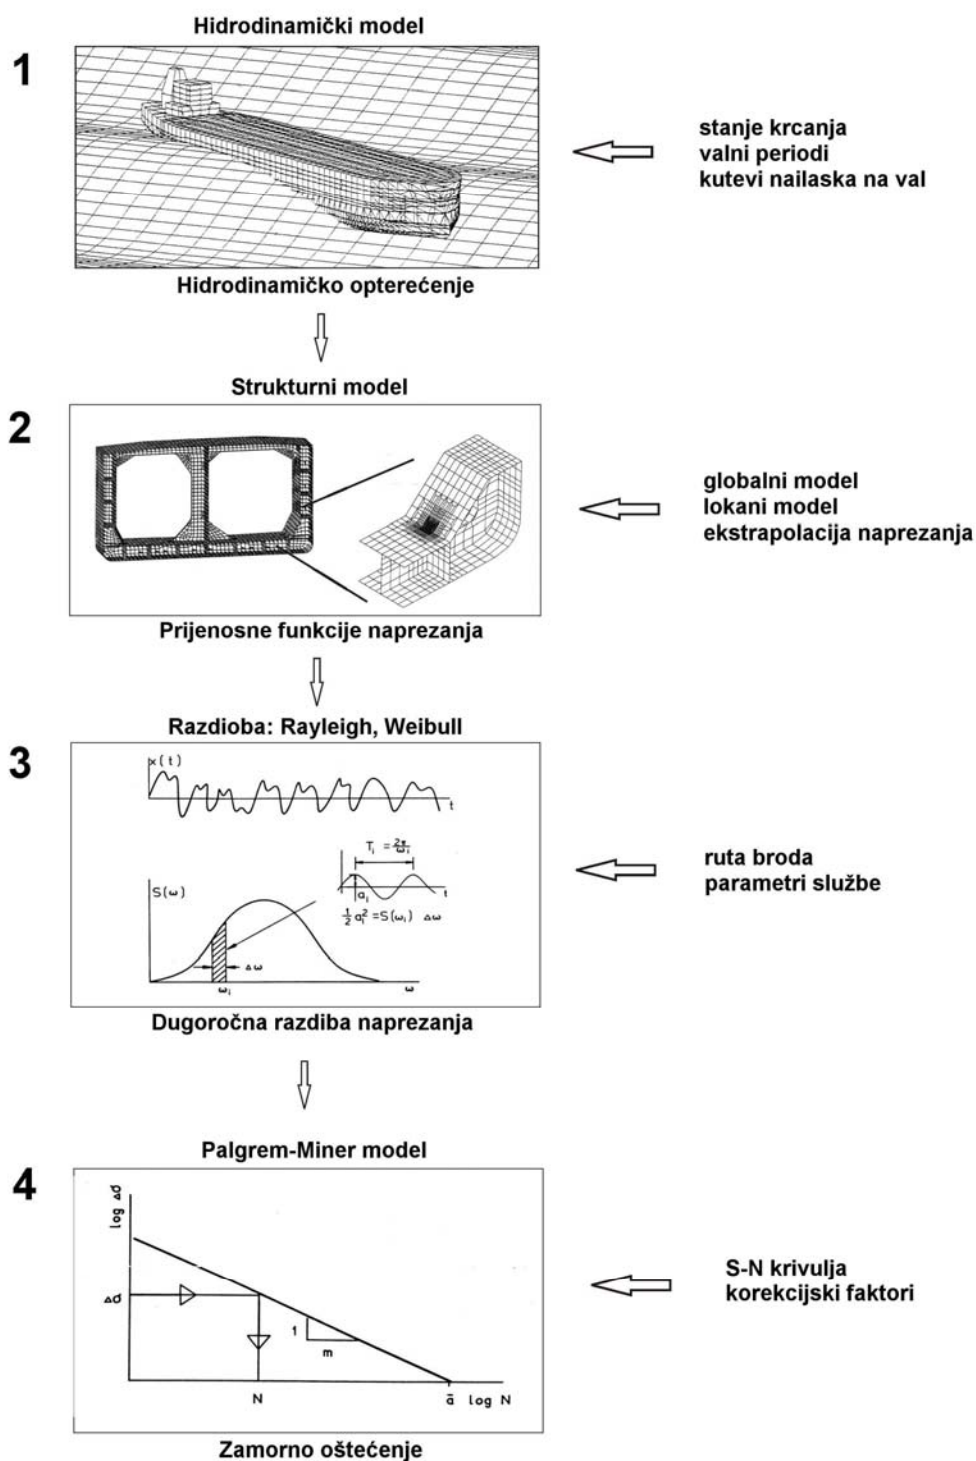 Hidrodinamički model
1
stanje krcanja
valni periodi
kutevi nailaska na val
Hidrodinamičko opterećenje
Strukturni model
2
globalni model
lokani model
ekstrapolacija naprezanja
Prijenosne funkcije naprezanja
Razdioba: Rayleigh, Weibull
3
x(t)
t
T_i = 2π/ω_i
a_i
t
½ a_i² = S(ω_i) Δω
S(ω)
Δω
ω_i
ω
ruta broda
parametri službe
Dugoročna razdiba naprezanja
Palgrem-Miner model
4
log Δσ
Δσ
1
m
N
ā log N
S-N krivulja
korekcijski faktori
Zamorno oštećenje